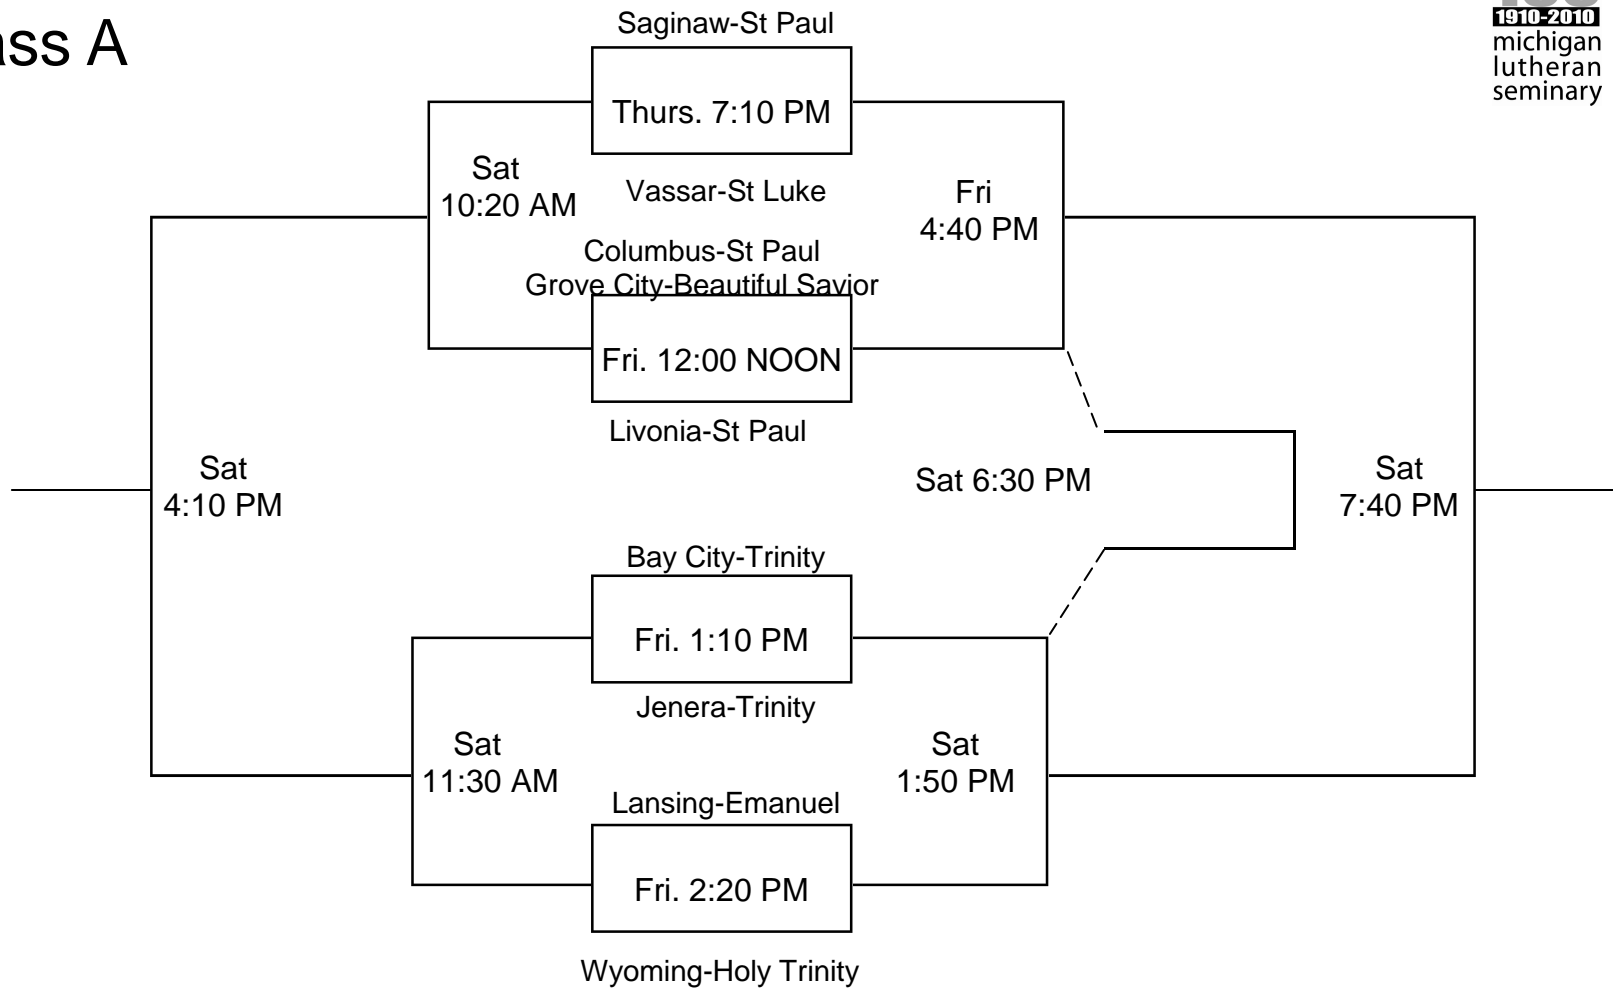 ass A
1910-2010
michigan
lutheran
seminary
Saginaw-St Paul
Thurs. 7:10 PM
Vassar-St Luke
Sat
10:20 AM
Fri
4:40 PM
Columbus-St Paul
Grove City-Beautiful Savior
Fri. 12:00 NOON
Livonia-St Paul
Sat
4:10 PM
Sat 6:30 PM
Sat
7:40 PM
Bay City-Trinity
Fri. 1:10 PM
Jenera-Trinity
Sat
11:30 AM
Sat
1:50 PM
Lansing-Emanuel
Fri. 2:20 PM
Wyoming-Holy Trinity